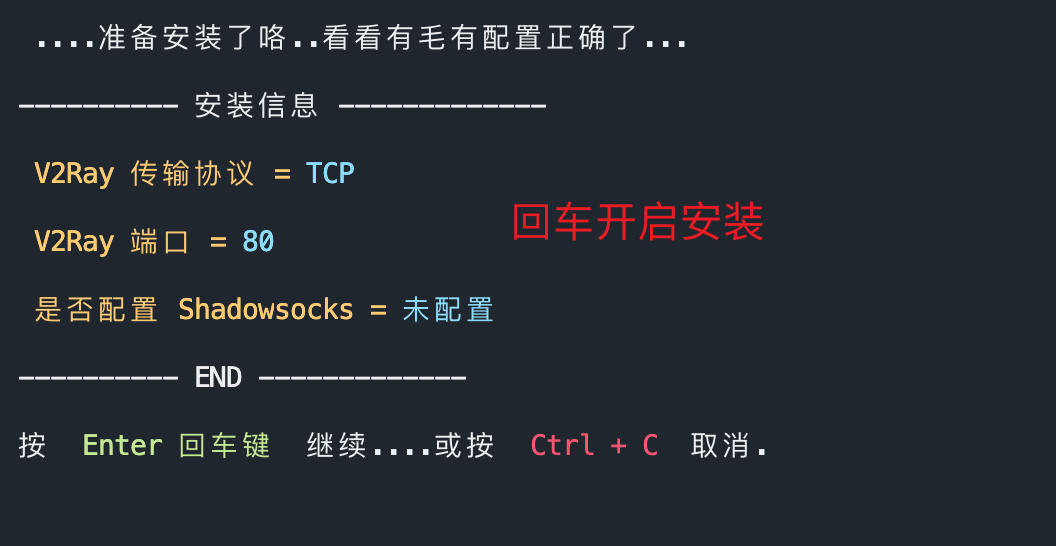 ....准备安装了咯..看看有毛有配置正确了...
---------- 安装信息 -------------
V2Ray 传输协议 = TCP
回车开启安装
V2Ray 端口 = 80
是否配置 Shadowsocks = 未配置
---------- END -------------
按 Enter 回车键 继续....或按 Ctrl + C 取消.